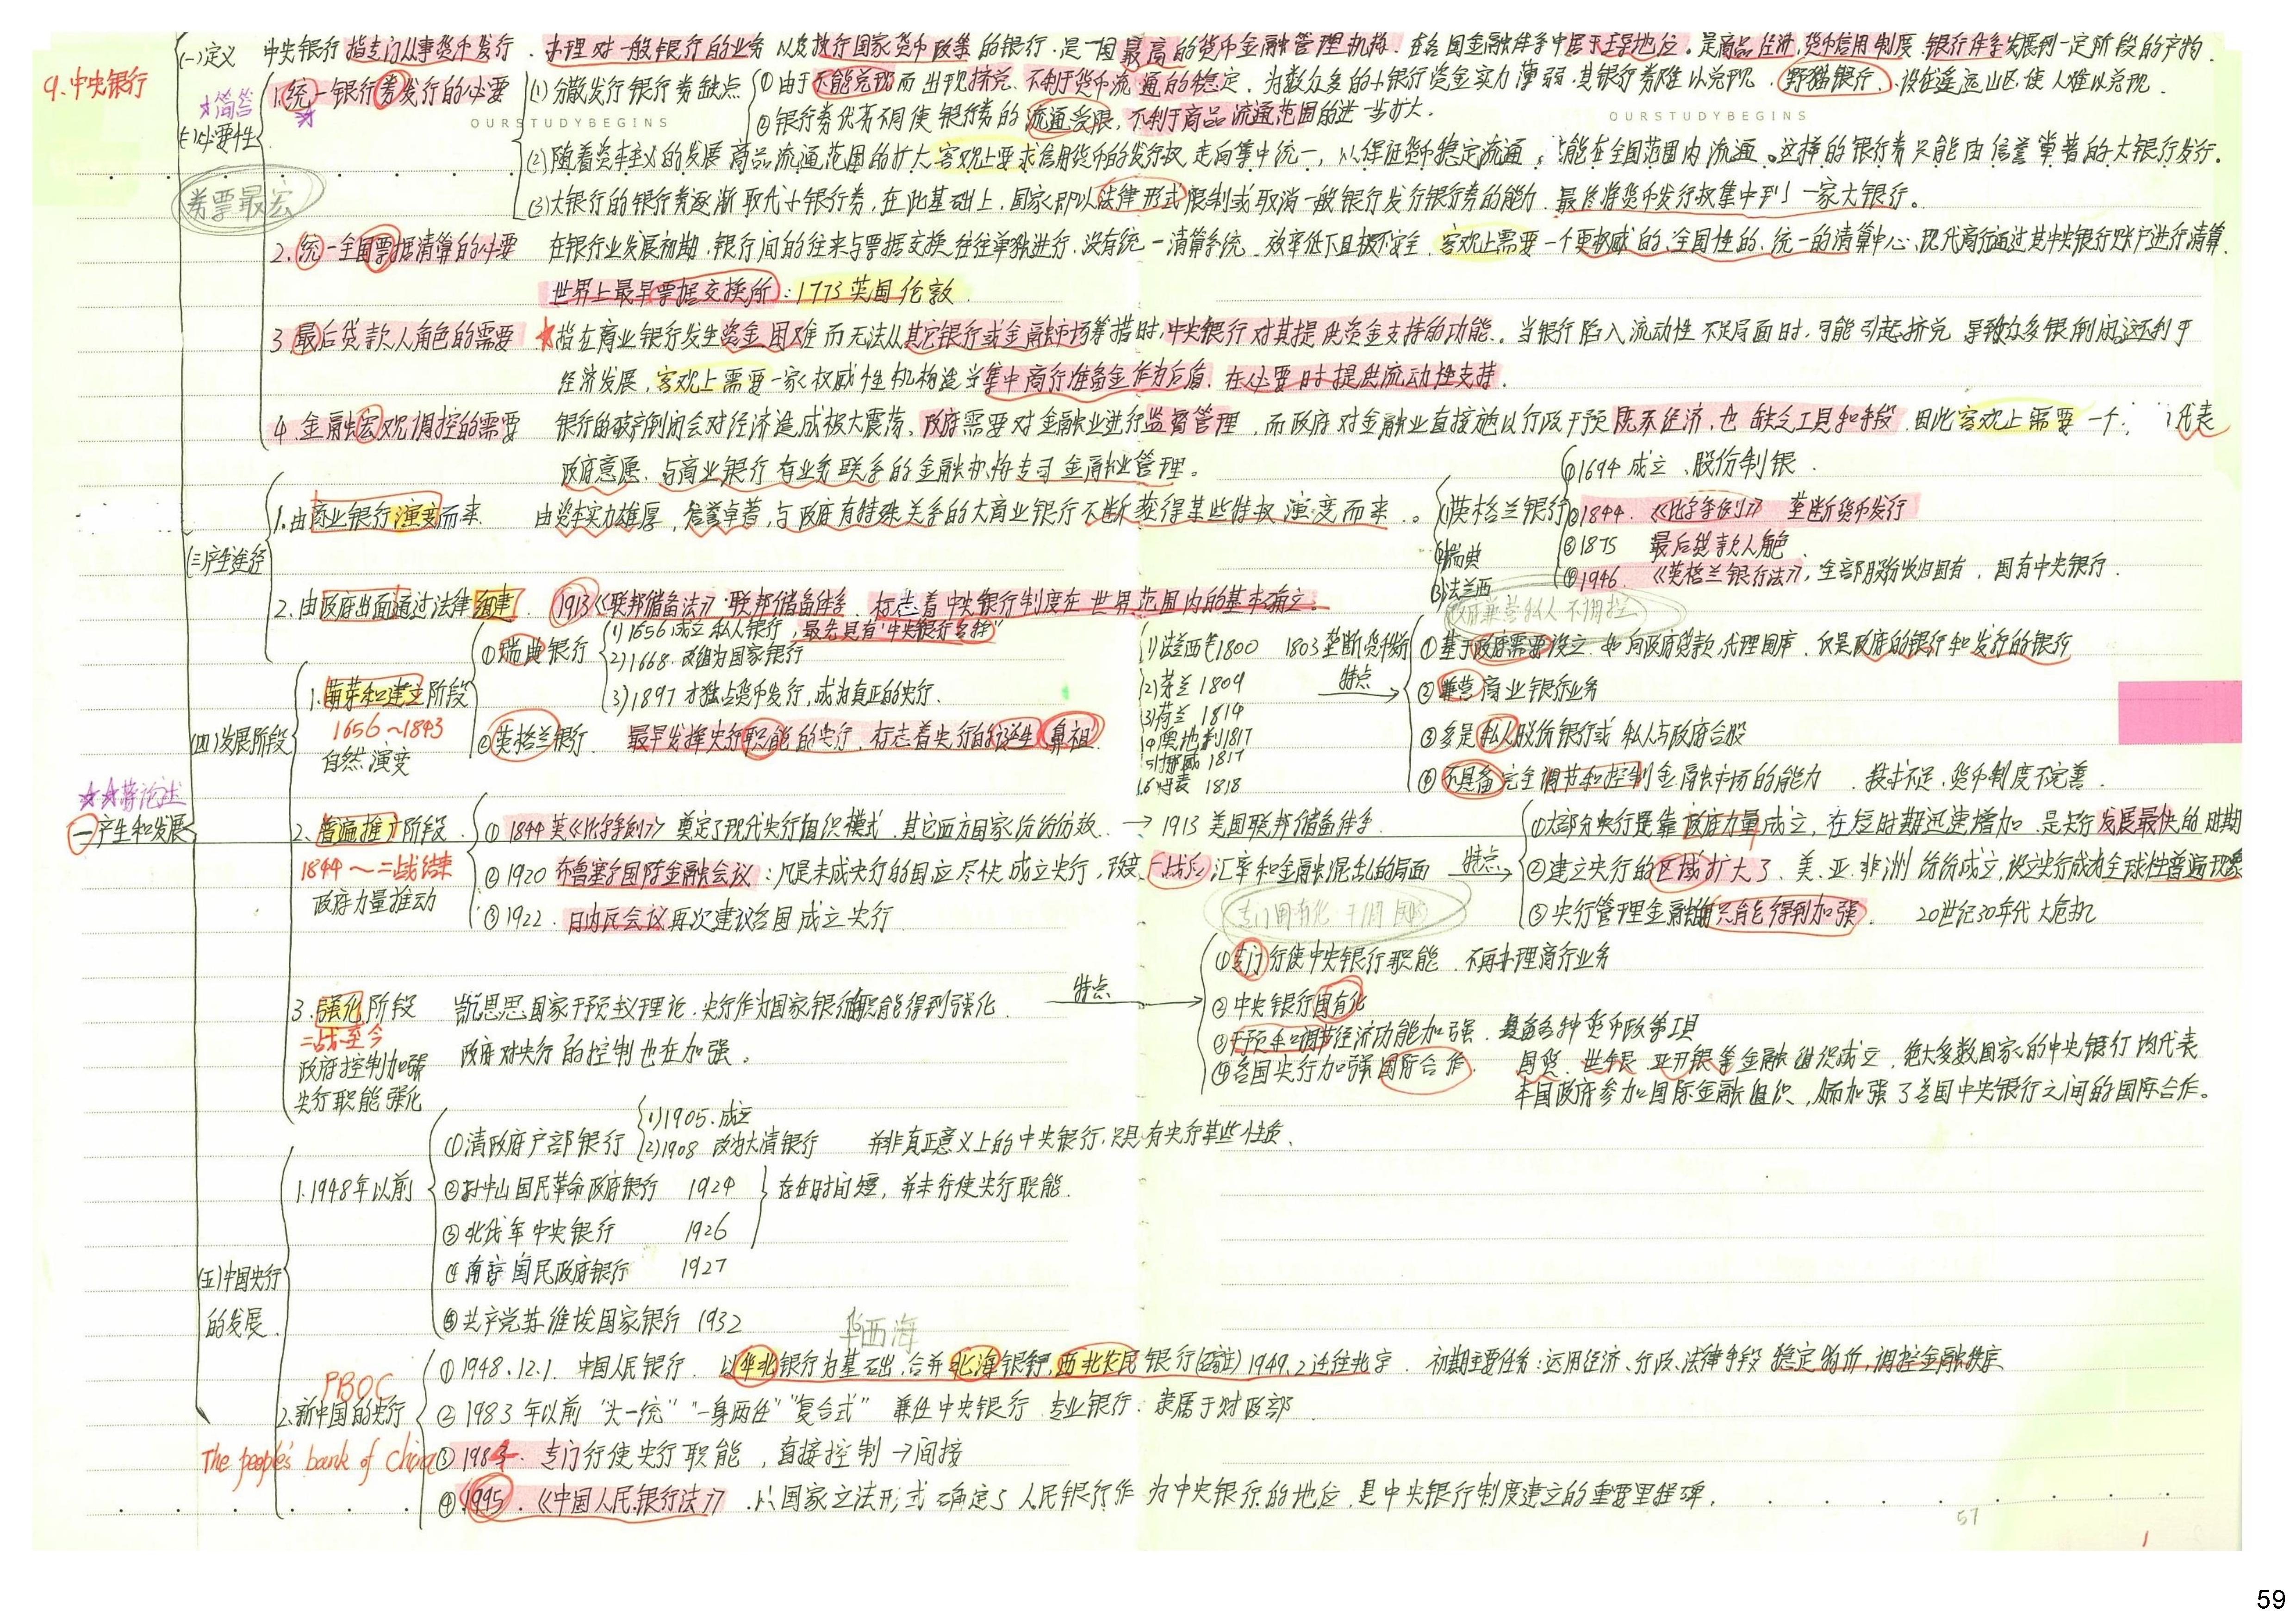 9.中央银行
(一)定义 中央银行指专门从事货币发行、办理对一般银行的业务以及执行国家货币政策的银行.是一国最高的货币金融管理机构.在各国金融体系中居于主导地位。是商品经济,货币信用制度.银行体系发展到一定阶段的产物.
OURSTUDYBEGINS
OURSTUDYBEGINS
☆简答
(二)必要性
券票最宏
1.统一银行券发行的必要
(1)分散发行银行券缺点
①由于不能兑现而出现挤兑.不利于货币流通的稳定.为数众多的小银行资金实力薄弱.其银行券难以兑现.野猫银行.设在遥远山区使人难以兑现.
②银行券优劣不同使银行券的流通受限,不利于商品流通范围的进一步扩大.
(2)随着资本主义的发展商品流通范围的扩大客观上要求信用货币的发行权走向集中统一,以保证货币稳定流通;能在全国范围内流通。这样的银行券只能由信誉卓著的大银行发行.
(3)大银行的银行券逐渐取代小银行券,在此基础上,国家即以法律形式限制或取消一般银行发行银行券的能力.最终将货币发行权集中到了一家大银行。
2.统一全国票据清算的必要 在银行业发展初期.银行间的往来与票据交换往往单独进行.没有统一清算系统.效率低下且极不安全.客观上需要一个更权威的.全国性的.统一的清算中心.现代商行通过其中央银行账户进行清算.
世界上最早票据交换所:1773英国伦敦.
3.最后贷款人角色的需要 ★指在商业银行发生资金困难而无法从其它银行或金融市场筹措时,中央银行对其提供资金支持的功能.。当银行陷入流动性不足局面时.可能引起挤兑 导致众多银倒闭.这不利于
经济发展,客观上需要一家权威性机构适当集中商行准备金作为后盾.在必要时提供流动性支持.
4.金融宏观调控的需要 银行的破产倒闭会对经济造成极大震荡、政府需要对金融业进行监督管理,而政府对金融业直接施以行政干预既不经济,也缺乏工具和手段.因此客观上需要一个 代表
政府意愿.与商业银行有业务联系的金融机构专司金融业管理。
(三)产生途径
1.由商业银行演变而来. 由资本实力雄厚,信誉卓著,与政府有特殊关系的大商业银行不断获得某些特权演变而来。
(1)英格兰银行
①1694成立、股份制银.
②1844.《比尔条例》 垄断货币发行
③1875 最后贷款人角色
④1946.《英格兰银行法》,全部股份收归国有,国有中央银行.
(2)瑞典
(3)法兰西
2.由政府出面通过法律组建. 1913《联邦储备法》.联邦储备体系.标志着中央银行制度在世界范围内的基本确立.
政府兼营私人不调控
★★简论述
一产生和发展
(四)发展阶段
1.萌芽和建立阶段
1656~1843
自然演变
①瑞典银行
(1)1656成立私人银行,最先具有"中央银行名称"
(2)1668.改组为国家银行
(3)1897才独占货币发行,成为真正的央行.
②英格兰银行. 最早发挥央行职能的央行.标志着央行的诞生(鼻祖)
(1)法兰西1800 1803垄断货币发
(2)芬兰1809
(3)荷兰 1814
(4)奥地利1817
(5)挪威 1817
(6)丹麦 1818
特点
①基于政府需要设立.如向政府贷款,代理国库.仅是政府的银行和发行的银行
②兼营商业银行业务
③多是私人股份银行或私人与政府合股
④不具备完全调节和控制金融市场的能力.技术不足.货币制度不完善.
2.普遍推广阶段.
1844~二战结束
政府力量推动
①1844英《比尔条例》奠定了现代央行组织模式.其它西方国家纷纷仿效. → 1913美国联邦储备体系.
②1920 布鲁塞尔国际金融会议:凡是未成央行的国应尽快成立央行,改变一战后汇率和金融混乱的局面
③1922.日内瓦会议再次建议各国成立央行
特点
①大部分央行是靠政府力量成立,在短时期迅速增加.是央行发展最快的时期
②建立央行的区域扩大了.美.亚.非洲纷纷成立,设立央行成为全球性普遍现象
③央行管理金融的职能得到加强. 20世纪30年代大危机
专门国有化 干调国际
3.强化阶段
二战至今
政府控制加强
央行职能强化
凯恩思国家干预主义理论.央行作为国家银行的职能得到强化.
政府对央行的控制也在加强。
特点
①专门行使中央银行职能 不再办理商行业务
②中央银行国有化
③干预和调节经济功能加强.具备各种货币政策工具
④各国央行加强国际合作. 国货.世银.亚开银等金融组织成立,绝大多数国家的中央银行均代表
本国政府参加国际金融组织,从而加强了各国中央银行之间的国际合作。
(五)中国央行
的发展.
1.1948年以前
①清政府户部银行
(1)1905.成立
(2)1908 改为大清银行
并非真正意义上的中央银行,只具有央行某些性质.
②孙中山国民革命政府银行 1924
③北伐军中央银行 1926
存在时间短,并未行使央行职能.
④南京国民政府银行 1927
⑤共产党苏维埃国家银行 1932
华西海
PBOC
2.新中国的央行
The people's bank of China
①1948.12.1.中国人民银行.以华北银行为基础.合并北海银行,西北农民银行(石家庄)1949.2迁往北京. 初期主要任务:运用经济、行政、法律手段稳定物价,调控金融秩序.
②1983年以前"大一统""一身两任""复合式" 兼任中央银行 专业银行.隶属于财政部.
③1984.专门行使央行职能,直接控制→间接
④1995.《中国人民银行法》.以国家立法形式确定了人民银行作为中央银行的地位.是中央银行制度建立的重要里程碑.
57
1
59